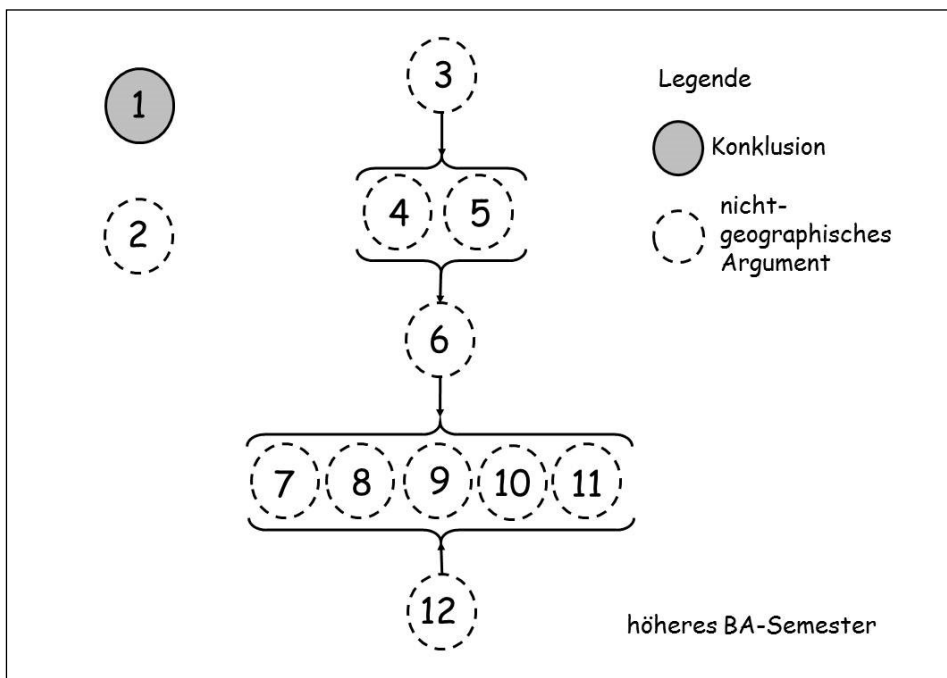 3
1
Legende
Konklusion
4 5
2
nicht-
geographisches
Argument
6
7 8 9 10 11
12
höheres BA-Semester